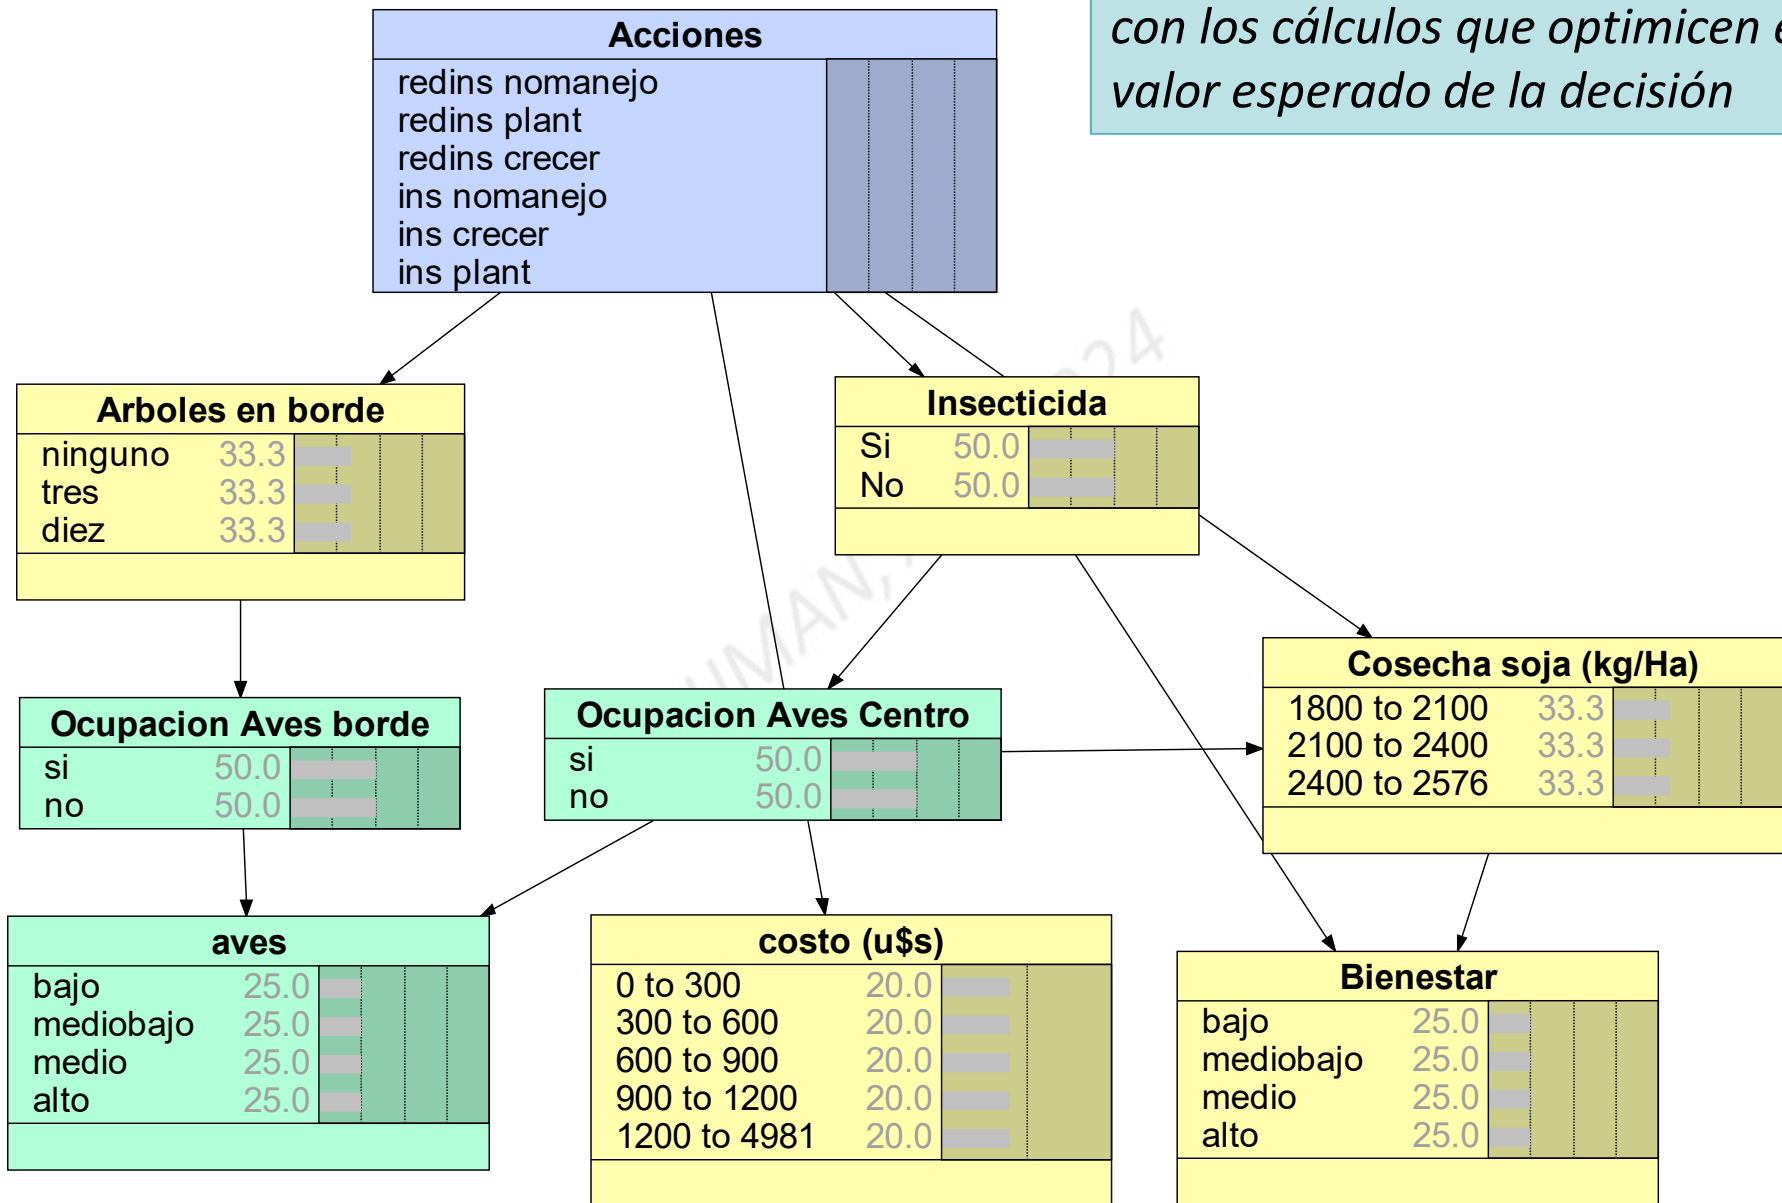 con los cálculos que optimicen e
valor esperado de la decisión
Acciones
redins nomanejo
redins plant
redins crecer
ins nomanejo
ins crecer
ins plant
Arboles en borde
ninguno 33.3
tres 33.3
diez 33.3
Insecticida
Si 50.0
No 50.0
Ocupacion Aves borde
si 50.0
no 50.0
Ocupacion Aves Centro
si 50.0
no 50.0
Cosecha soja (kg/Ha)
1800 to 2100 33.3
2100 to 2400 33.3
2400 to 2576 33.3
aves
bajo 25.0
mediobajo 25.0
medio 25.0
alto 25.0
costo (u$s)
0 to 300 20.0
300 to 600 20.0
600 to 900 20.0
900 to 1200 20.0
1200 to 4981 20.0
Bienestar
bajo 25.0
mediobajo 25.0
medio 25.0
alto 25.0